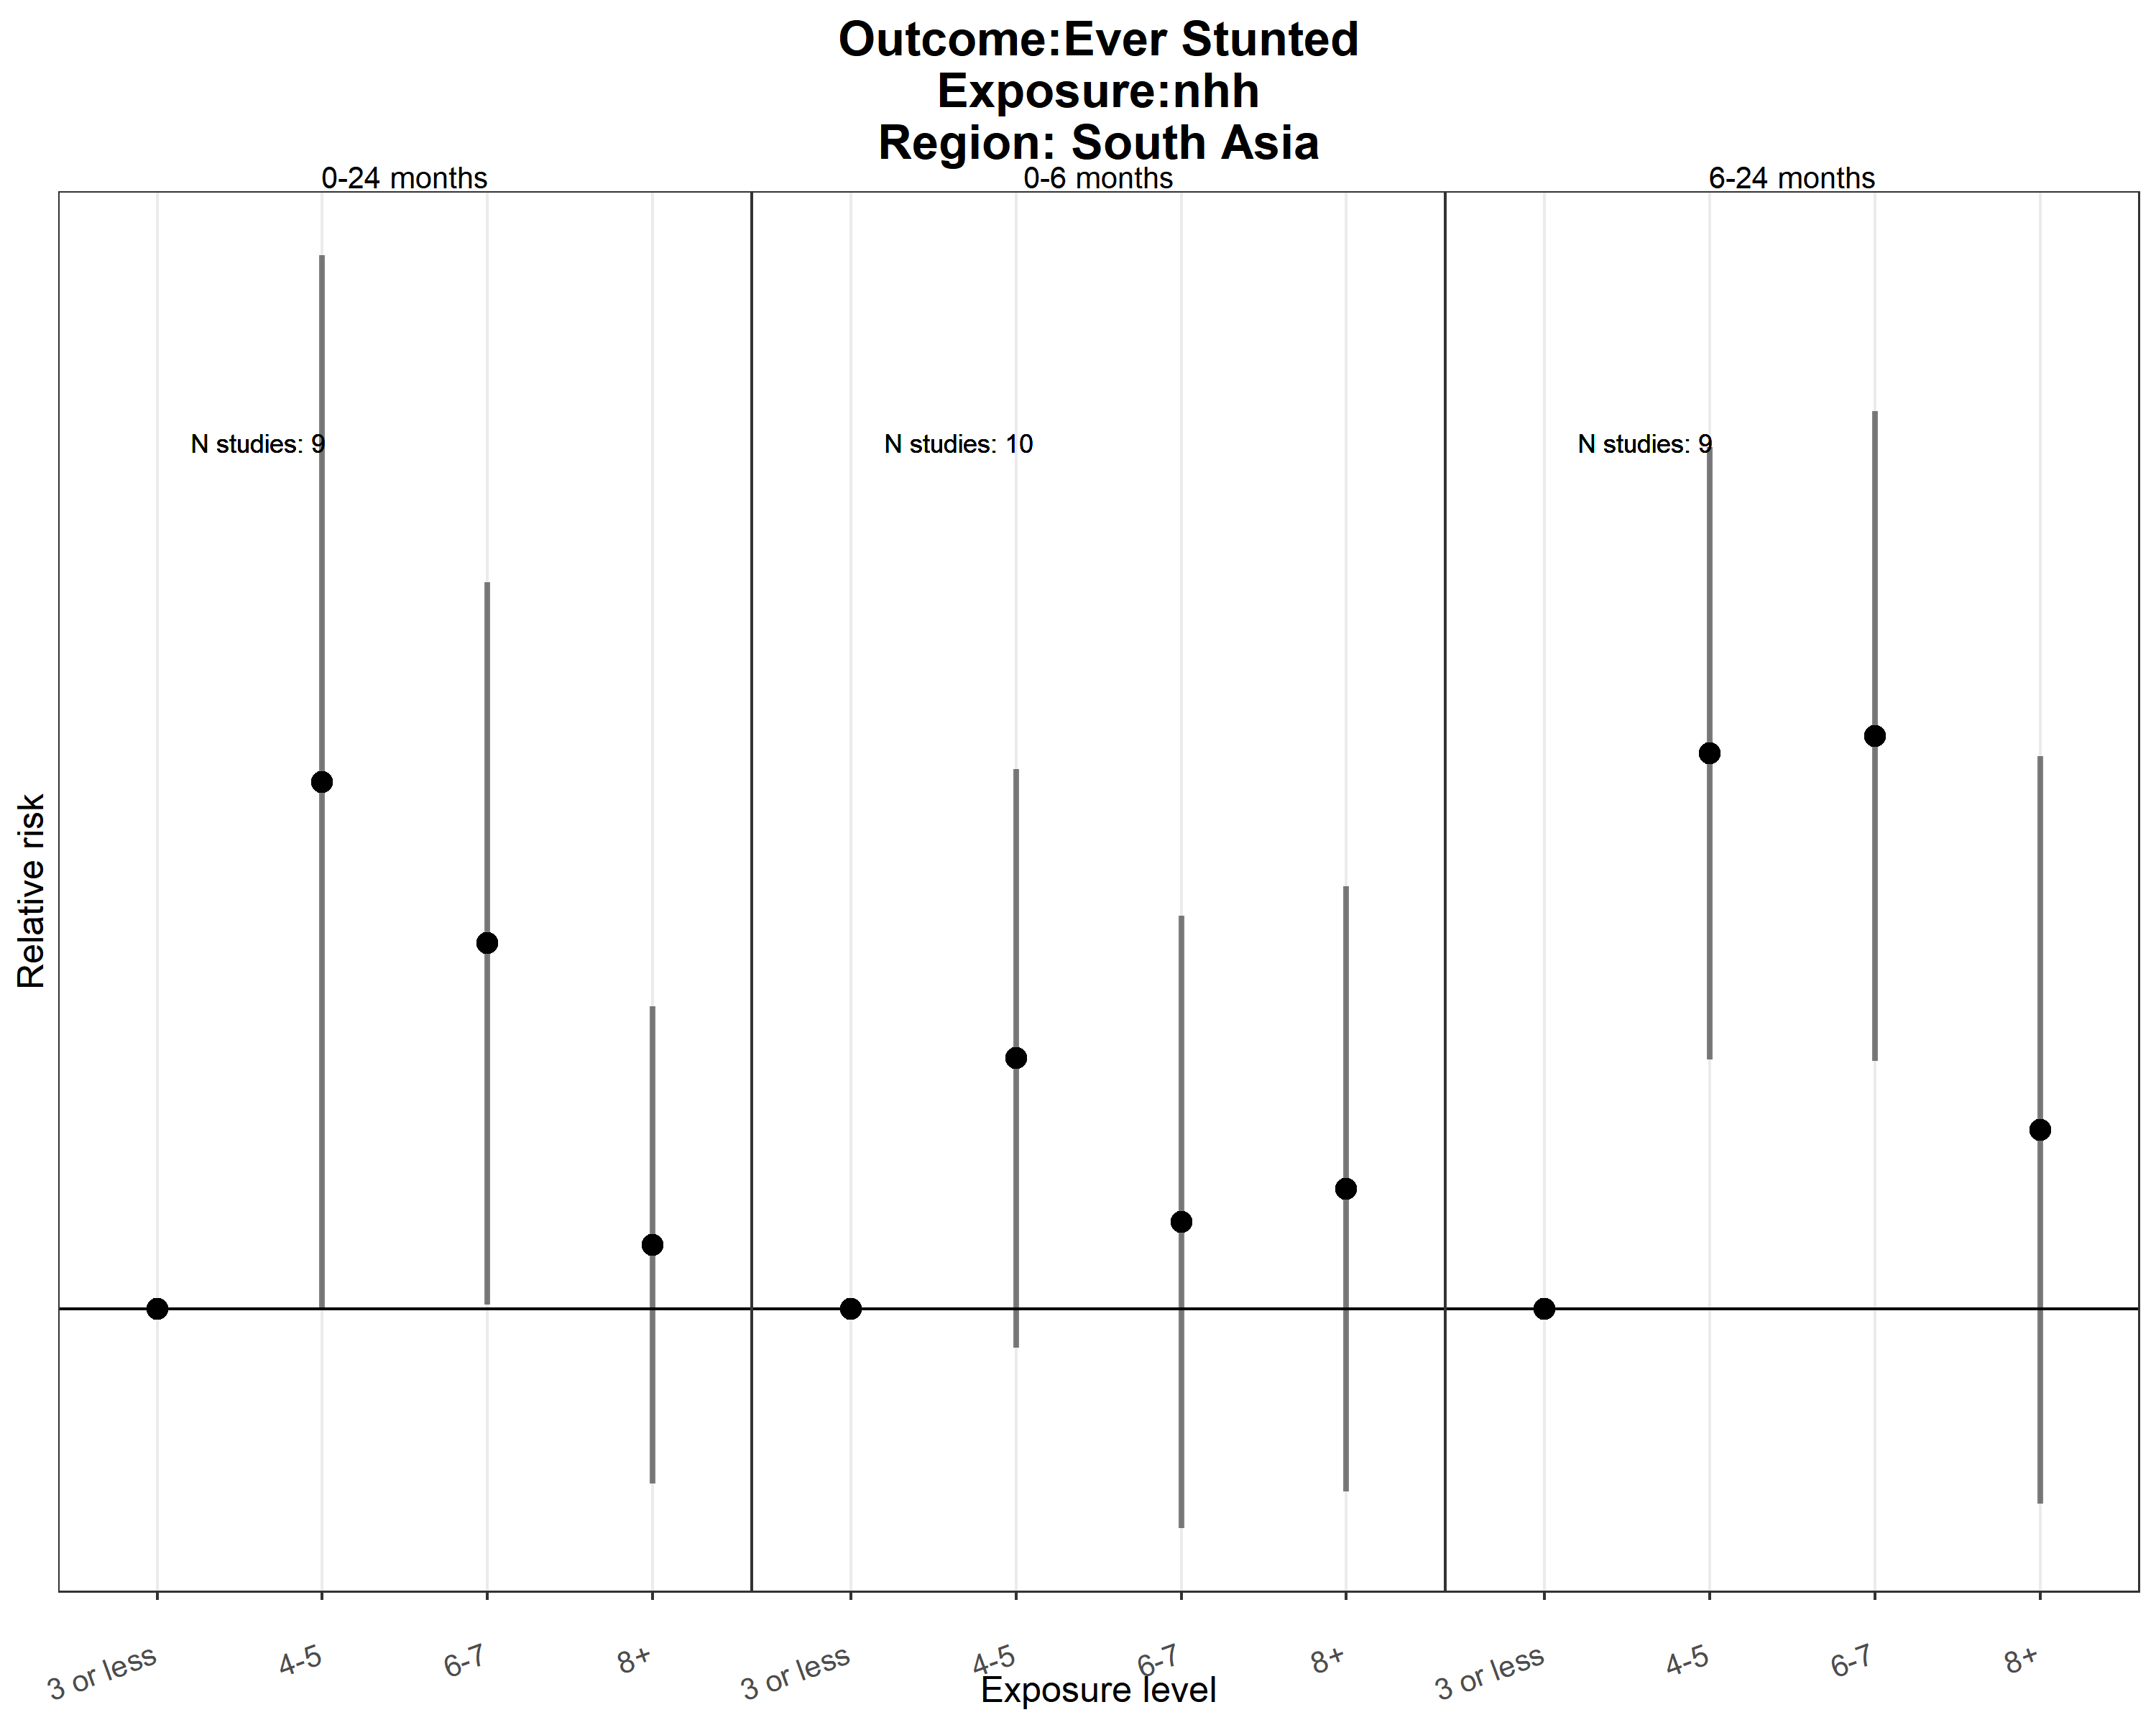 Outcome:Ever Stunted
Exposure:nhh
Region: South Asia
0-24 months
0-6 months
6-24 months
N studies: 9
N studies: 10
N studies: 9
Relative risk
3 or less
4-5
6-7
8+
3 or less
4-5
6-7
8+
3 or less
4-5
6-7
8+
Exposure level